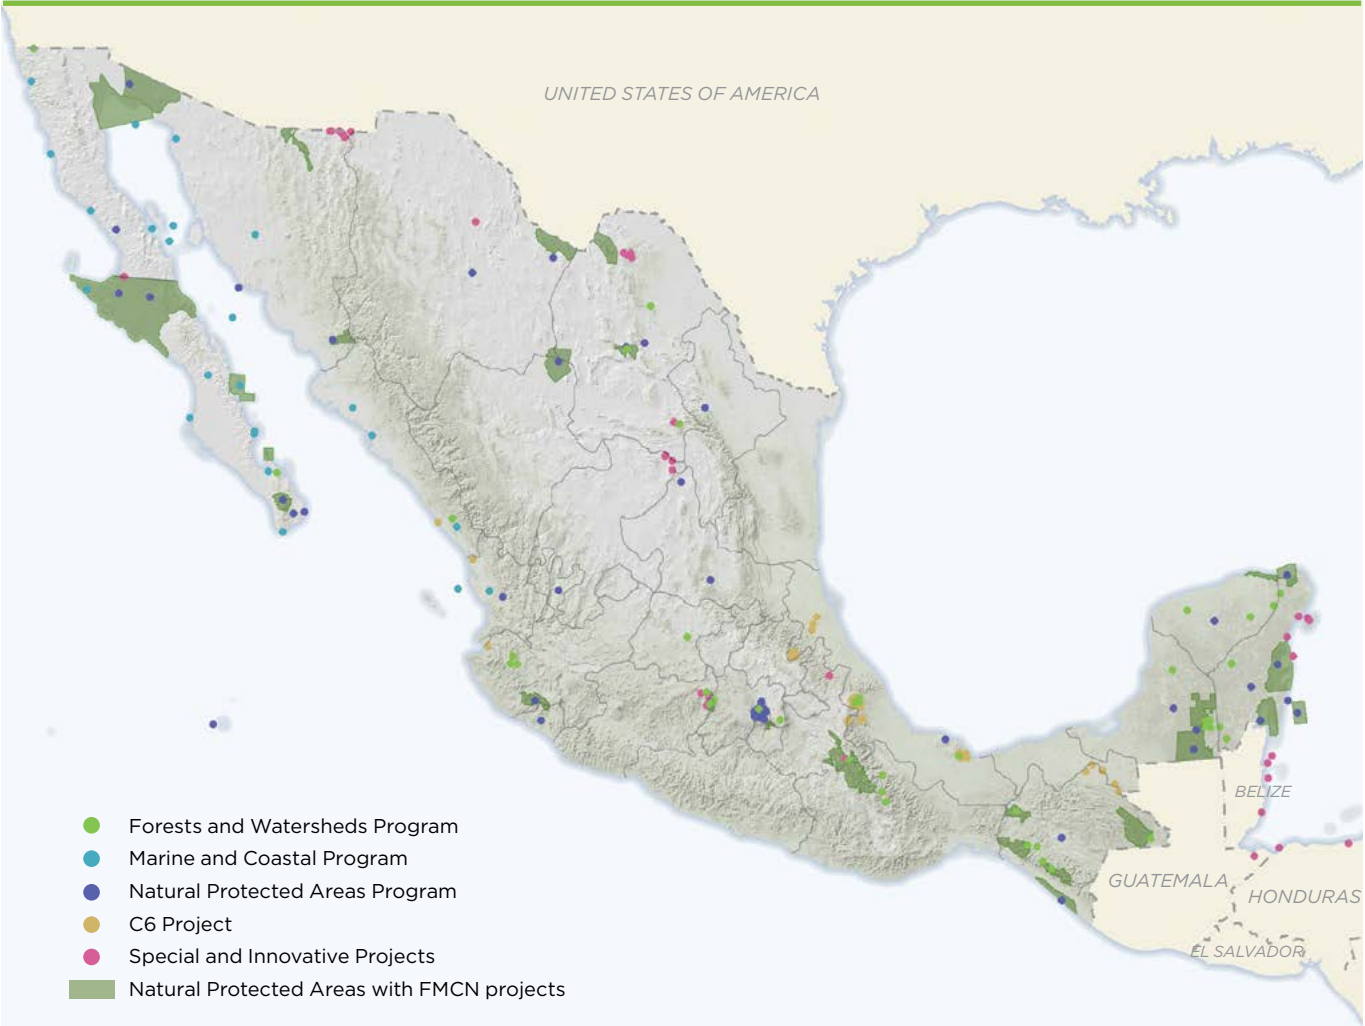 UNITED STATES OF AMERICA
BELIZE
GUATEMALA
HONDURAS
EL SALVADOR
Forests and Watersheds Program
Marine and Coastal Program
Natural Protected Areas Program
C6 Project
Special and Innovative Projects
Natural Protected Areas with FMCN projects